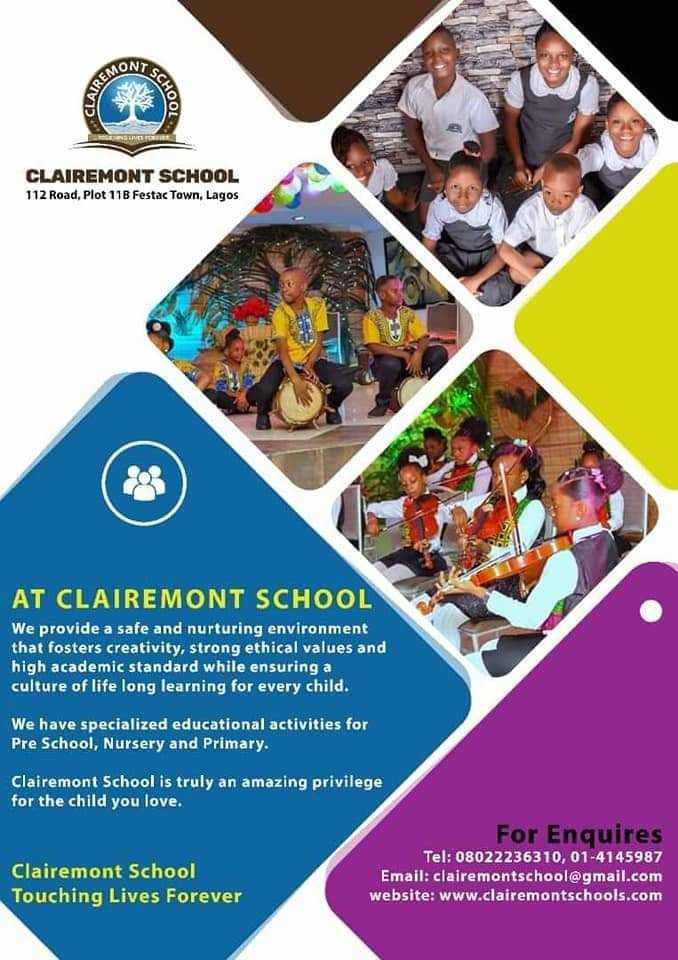 CLAIREMONT SCHOOL
TOUCHING LIVES FOREVER
CLAIREMONT SCHOOL
112 Road, Plot 11B Festac Town, Lagos
AT CLAIREMONT SCHOOL
We provide a safe and nurturing environment
that fosters creativity, strong ethical values and
high academic standard while ensuring a
culture of life long learning for every child.
We have specialized educational activities for
Pre School, Nursery and Primary.
Clairemont School is truly an amazing privilege
for the child you love.
Clairemont School
Touching Lives Forever
For Enquires
Tel: 08022236310, 01-4145987
Email: clairemontschool@gmail.com
website: www.clairemontschools.com